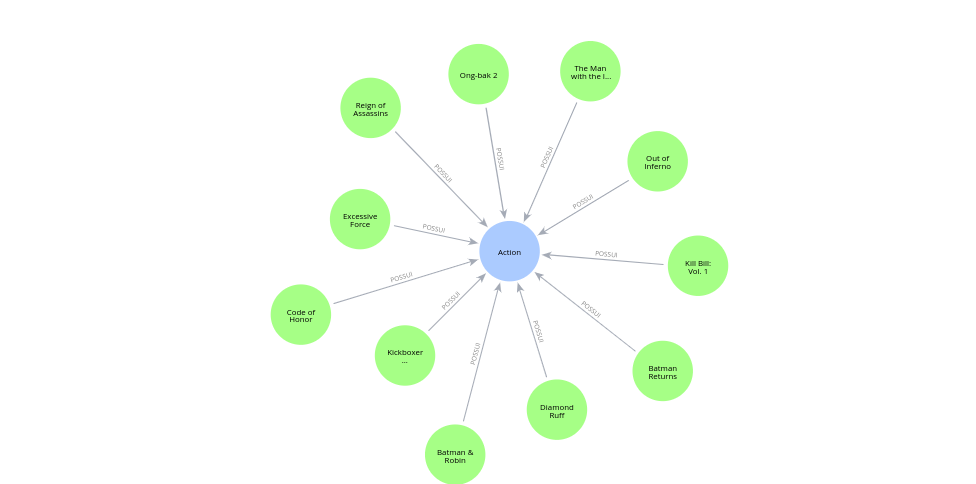 The Man
with the I...
Ong-bak 2
Reign of
Assassins
POSSUI
POSSUI
POSSUI
Out of
Inferno
POSSUI
Excessive
Force
POSSUI
Action
POSSUI
Kill Bill:
Vol. 1
POSSUI
Code of
Honor
POSSUI
POSSUI
POSSUI
Kickboxer
...
POSSUI
Batman
Returns
Diamond
Ruff
Batman &
Robin